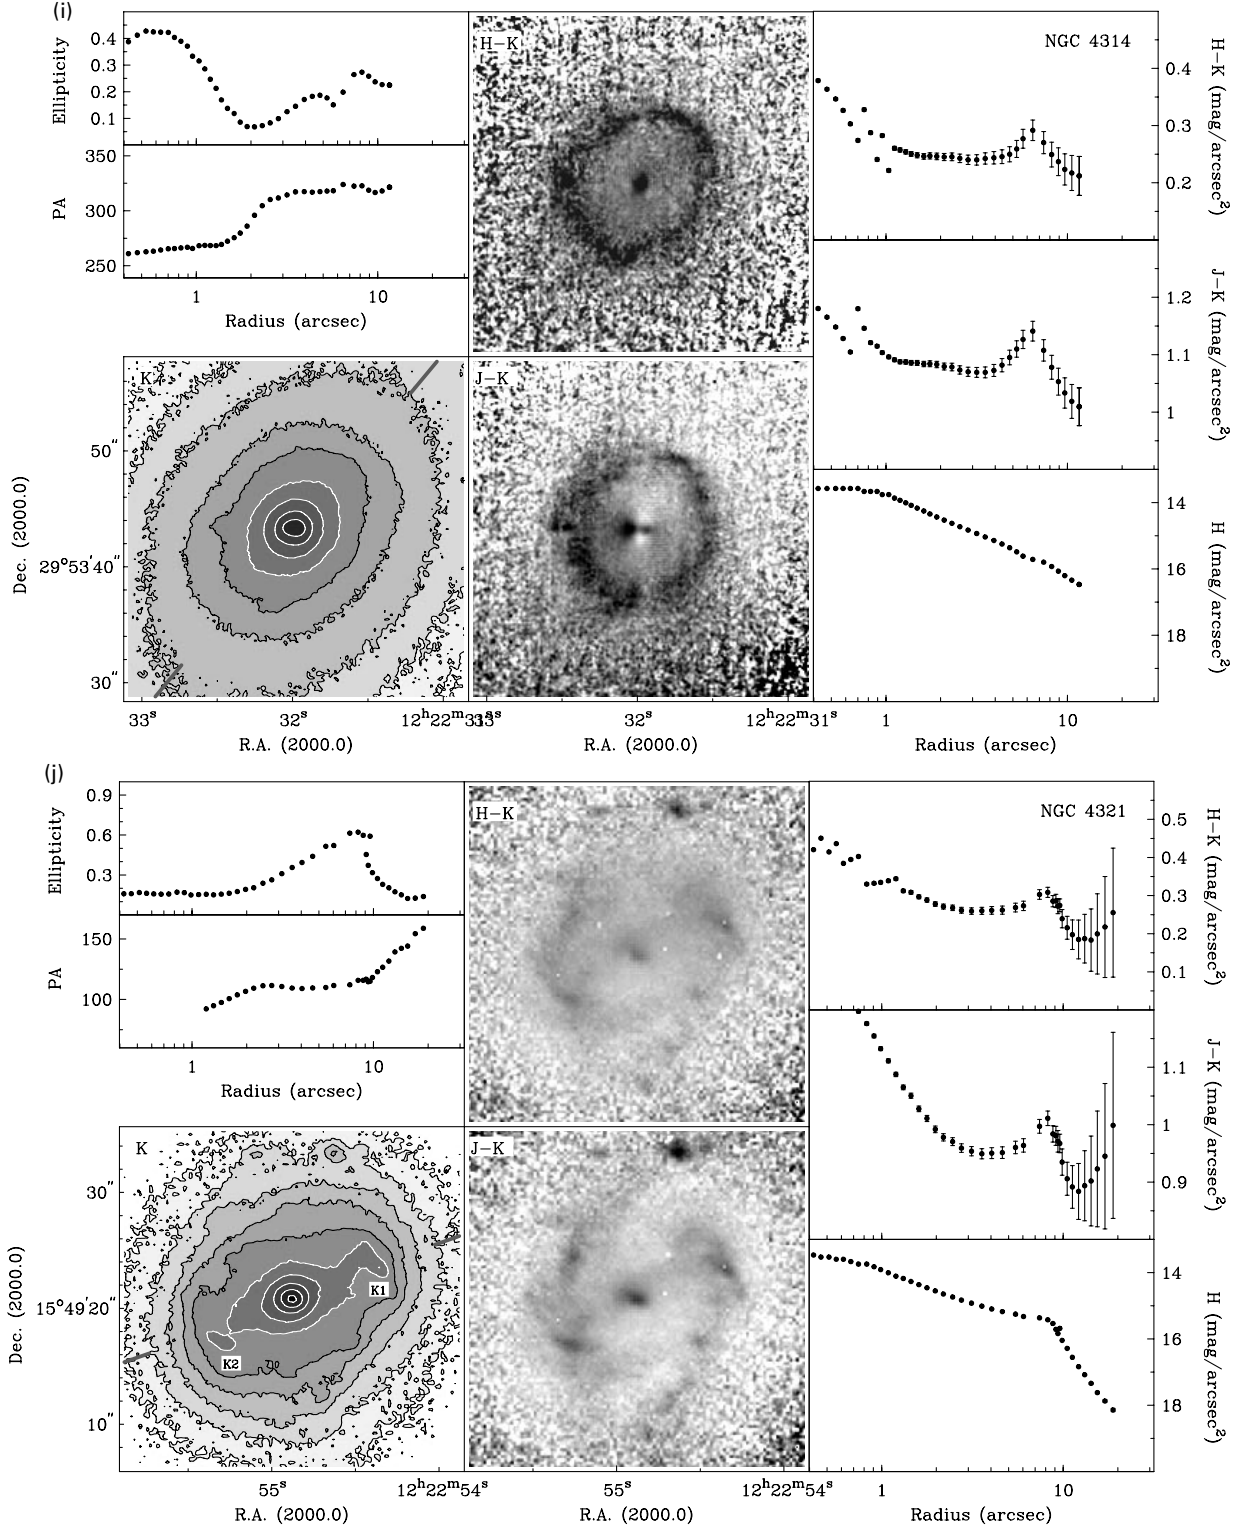 (i)
Ellipticity
0.4
0.3
0.2
0.1
PA
350
300
250
1
10
Radius (arcsec)
H-K
NGC 4314
0.4
0.3
0.2
H-K (mag/arcsec²)
1.2
1.1
1
J-K (mag/arcsec²)
14
16
18
H (mag/arcsec²)
1
10
Radius (arcsec)
K
J-K
Dec. (2000.0)
50"
29°53'40"
30"
33ˢ
32ˢ
12ʰ22ᵐ31ˢ
R.A. (2000.0)
33ˢ
32ˢ
12ʰ22ᵐ31ˢ
R.A. (2000.0)
(j)
Ellipticity
0.9
0.6
0.3
PA
150
100
1
10
Radius (arcsec)
H-K
NGC 4321
0.5
0.4
0.3
0.2
0.1
H-K (mag/arcsec²)
1.1
1
0.9
J-K (mag/arcsec²)
14
16
18
H (mag/arcsec²)
1
10
Radius (arcsec)
K
K1
K2
J-K
Dec. (2000.0)
30"
15°49'20"
10"
55ˢ
12ʰ22ᵐ54ˢ
R.A. (2000.0)
55ˢ
12ʰ22ᵐ54ˢ
R.A. (2000.0)